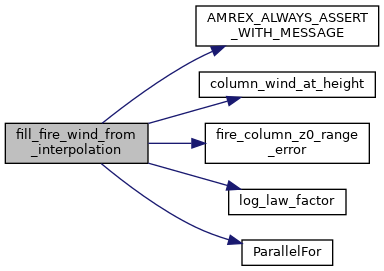 AMREX_ALWAYS_ASSERT
_WITH_MESSAGE
column_wind_at_height
fill_fire_wind_from
_interpolation
fire_column_z0_range
_error
log_law_factor
ParallelFor